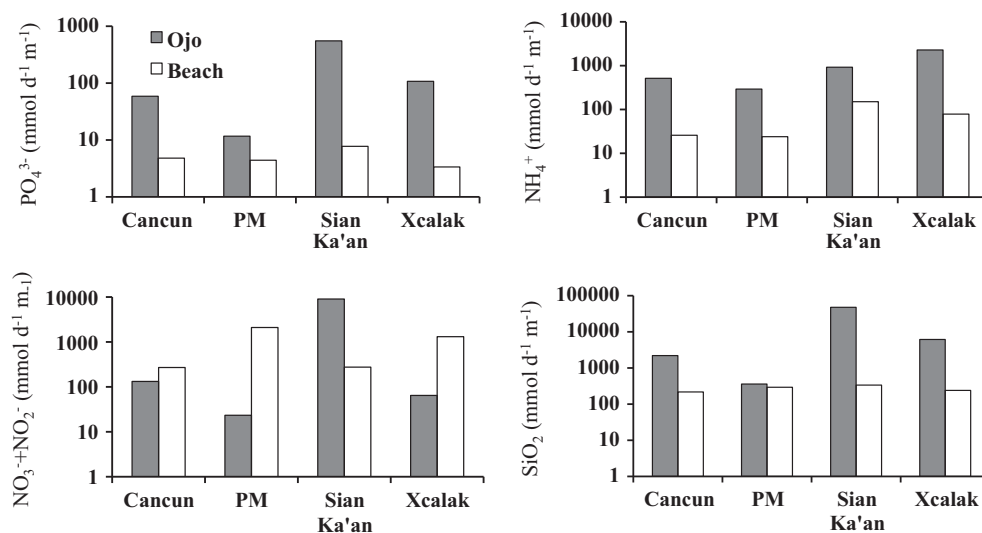 PO₄³⁻ (mmol d⁻¹ m⁻¹)
1000
100
10
1
Ojo
Beach
Cancun PM Sian Ka'an Xcalak
NH₄⁺ (mmol d⁻¹ m⁻¹)
10000
1000
100
10
1
Cancun PM Sian Ka'an Xcalak
NO₃⁻+NO₂⁻ (mmol d⁻¹ m₋₁)
10000
1000
100
10
1
Cancun PM Sian Ka'an Xcalak
SiO₂ (mmol d⁻¹ m⁻¹)
100000
10000
1000
100
10
1
Cancun PM Sian Ka'an Xcalak